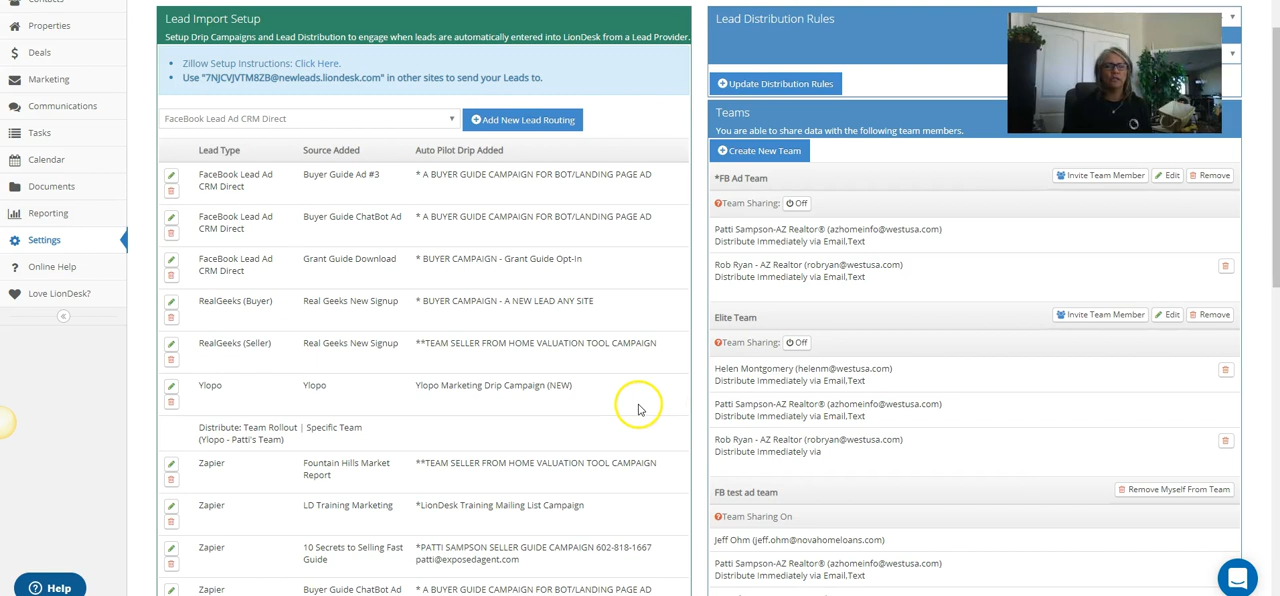 Contacts
Properties
Deals
Marketing
Communications
Tasks
Calendar
Documents
Reporting
Settings
Online Help
Love LionDesk?
Help
Lead Import Setup
Setup Drip Campaigns and Lead Distribution to engage when leads are automatically entered into LionDesk from a Lead Provider.
Zillow Setup Instructions: Click Here.
Use "7NJCVJVTM8ZB@newleads.liondesk.com" in other sites to send your Leads to.
FaceBook Lead Ad CRM Direct
Add New Lead Routing
Lead Type Source Added Auto Pilot Drip Added
FaceBook Lead Ad Buyer Guide Ad #3 * A BUYER GUIDE CAMPAIGN FOR BOT/LANDING PAGE AD
CRM Direct
FaceBook Lead Ad Buyer Guide ChatBot Ad * A BUYER GUIDE CAMPAIGN FOR BOT/LANDING PAGE AD
CRM Direct
FaceBook Lead Ad Grant Guide Download * BUYER CAMPAIGN - Grant Guide Opt-In
CRM Direct
RealGeeks (Buyer) Real Geeks New Signup * BUYER CAMPAIGN - A NEW LEAD ANY SITE
RealGeeks (Seller) Real Geeks New Signup **TEAM SELLER FROM HOME VALUATION TOOL CAMPAIGN
Ylopo Ylopo Ylopo Marketing Drip Campaign (NEW)
Distribute: Team Rollout | Specific Team
(Ylopo - Patti's Team)
Zapier Fountain Hills Market **TEAM SELLER FROM HOME VALUATION TOOL CAMPAIGN
Report
Zapier LD Training Marketing *LionDesk Training Mailing List Campaign
Zapier 10 Secrets to Selling Fast *PATTI SAMPSON SELLER GUIDE CAMPAIGN 602-818-1667
Guide patti@exposedagent.com
Zapier Buyer Guide ChatBot Ad * A BUYER GUIDE CAMPAIGN FOR BOT/LANDING PAGE AD
Lead Distribution Rules
Update Distribution Rules
Teams
You are able to share data with the following team members.
Create New Team
*FB Ad Team Invite Team Member Edit Remove
Team Sharing: Off
Patti Sampson-AZ Realtor® (azhomeinfo@westusa.com)
Distribute Immediately via Email,Text
Rob Ryan - AZ Realtor (robryan@westusa.com)
Distribute Immediately via Email,Text
Elite Team Invite Team Member Edit Remove
Team Sharing: Off
Helen Montgomery (helenm@westusa.com)
Distribute Immediately via Email,Text
Patti Sampson-AZ Realtor® (azhomeinfo@westusa.com)
Distribute Immediately via Email,Text
Rob Ryan - AZ Realtor (robryan@westusa.com)
Distribute Immediately via
FB test ad team Remove Myself From Team
Team Sharing On
Jeff Ohm (jeff.ohm@novahomeloans.com)
Patti Sampson-AZ Realtor® (azhomeinfo@westusa.com)
Distribute Immediately via Email,Text